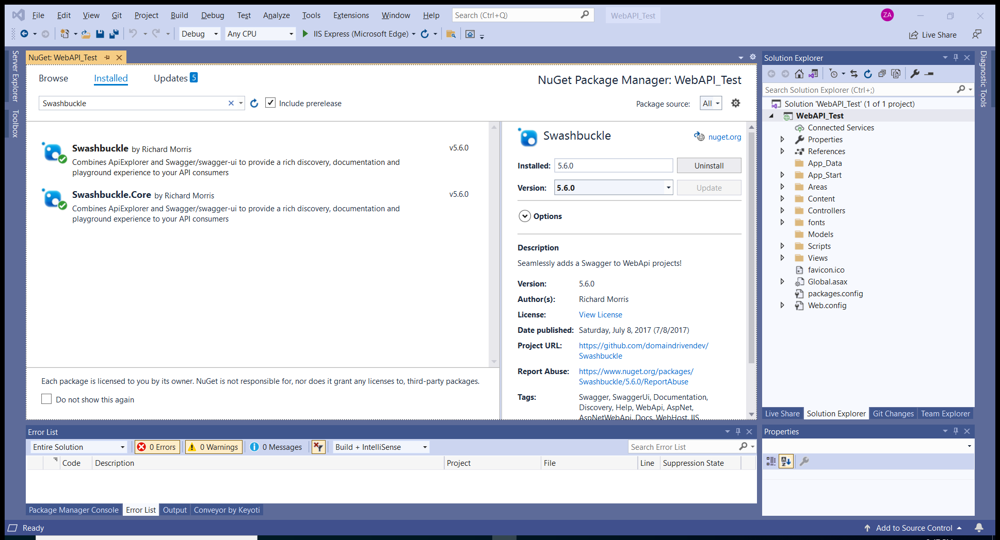 File Edit View Git Project Build Debug Test Analyze Tools Extensions Window Help Search (Ctrl+Q) WebAPI_Test ZA
Debug Any CPU IIS Express (Microsoft Edge) Live Share
Server Explorer
Toolbox
NuGet: WebAPI_Test
Browse Installed Updates 5
NuGet Package Manager: WebAPI_Test
Swashbuckle Include prerelease
Package source: All
Swashbuckle by Richard Morris v5.6.0
Combines ApiExplorer and Swagger/swagger-ui to provide a rich discovery, documentation and
playground experience to your API consumers
Swashbuckle.Core by Richard Morris v5.6.0
Combines ApiExplorer and Swagger/swagger-ui to provide a rich discovery, documentation and
playground experience to your API consumers
Each package is licensed to you by its owner. NuGet is not responsible for, nor does it grant any licenses to, third-party packages.
Do not show this again
Swashbuckle nuget.org
Installed: 5.6.0 Uninstall
Version: 5.6.0 Update
Options
Description
Seamlessly adds a Swagger to WebApi projects!
Version: 5.6.0
Author(s): Richard Morris
License: View License
Date published: Saturday, July 8, 2017 (7/8/2017)
Project URL: https://github.com/domaindrivendev/
Swashbuckle
Report Abuse: https://www.nuget.org/packages/
Swashbuckle/5.6.0/ReportAbuse
Tags: Swagger, SwaggerUi, Documentation,
Discovery, Help, WebApi, AspNet,
AspNetWebApi, Docs, WebHost, IIS
Solution Explorer
Search Solution Explorer (Ctrl+;)
Solution 'WebAPI_Test' (1 of 1 project)
WebAPI_Test
Connected Services
Properties
References
App_Data
App_Start
Areas
Content
Controllers
fonts
Models
Scripts
Views
favicon.ico
Global.asax
packages.config
Web.config
Live Share Solution Explorer Git Changes Team Explorer
Diagnostic Tools
Error List
Entire Solution 0 Errors 0 Warnings 0 Messages Build + IntelliSense Search Error List
Code Description Project File Line Suppression State
Package Manager Console Error List Output Conveyor by Keyoti
Properties
Ready Add to Source Control